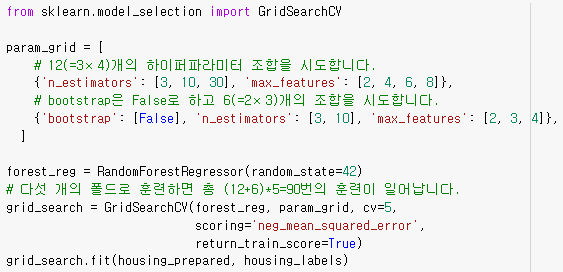 from sklearn.model_selection import GridSearchCV
param_grid = [
# 12(=3×4)개의 하이퍼파라미터 조합을 시도합니다.
{'n_estimators': [3, 10, 30], 'max_features': [2, 4, 6, 8]},
# bootstrap은 False로 하고 6(=2×3)개의 조합을 시도합니다.
{'bootstrap': [False], 'n_estimators': [3, 10], 'max_features': [2, 3, 4]},
]
forest_reg = RandomForestRegressor(random_state=42)
# 다섯 개의 폴드로 훈련하면 총 (12+6)*5=90번의 훈련이 일어납니다.
grid_search = GridSearchCV(forest_reg, param_grid, cv=5,
scoring='neg_mean_squared_error',
return_train_score=True)
grid_search.fit(housing_prepared, housing_labels)